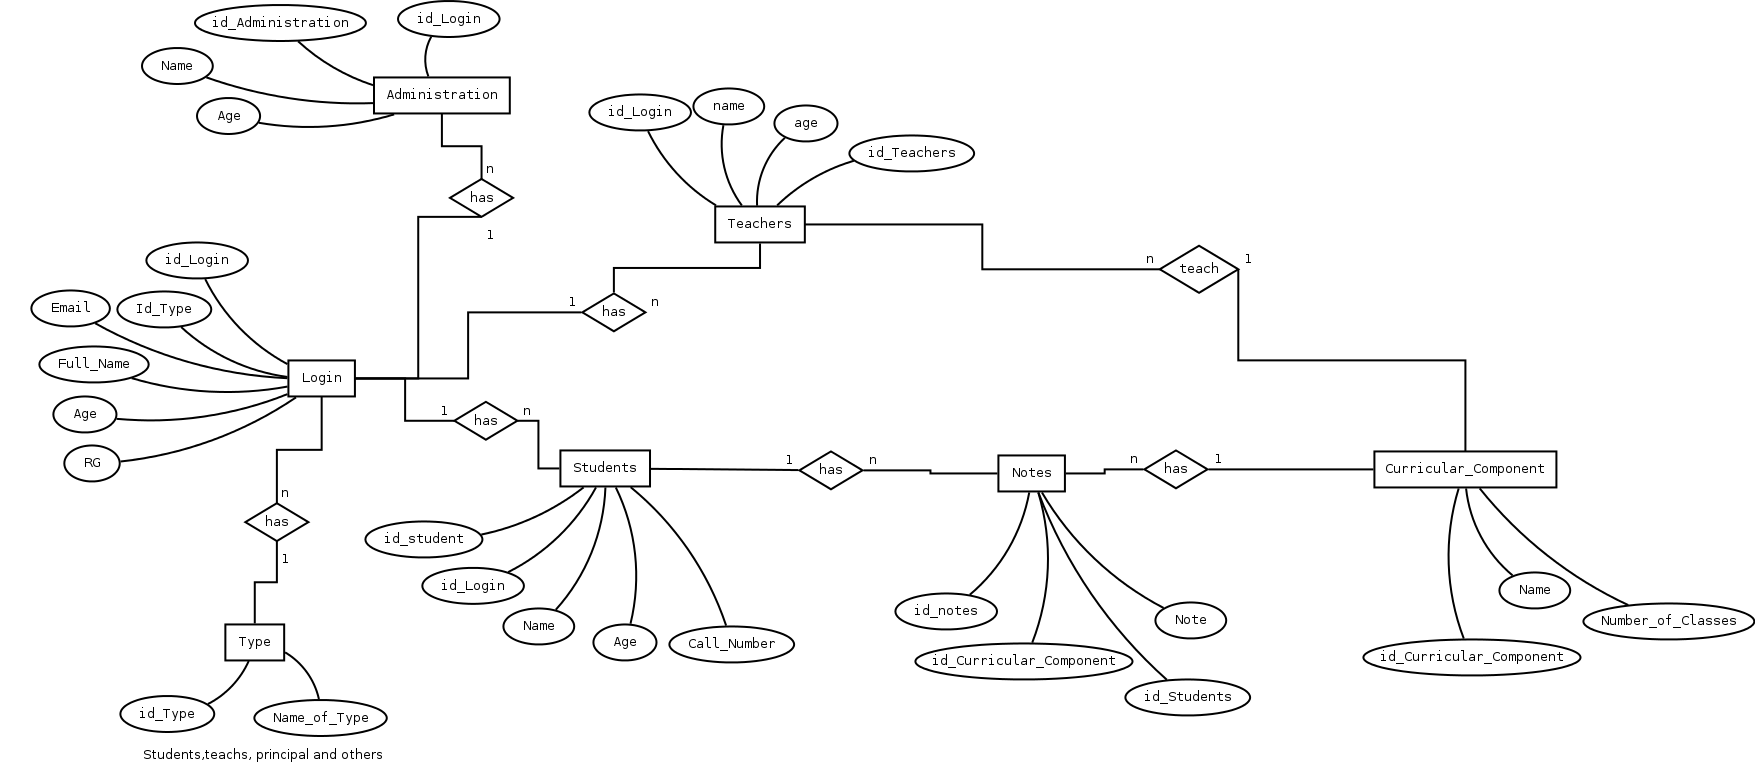 id_Administration
id_Login
Name
Administration
Age
n
has
1
id_Login
name
age
id_Teachers
Teachers
n
teach
1
1
has
n
id_Login
Email
Id_Type
Full_Name
Login
Age
RG
1
has
n
Students
1
has
n
Notes
n
has
1
Curricular_Component
n
has
1
id_student
id_Login
Name
Age
Call_Number
id_notes
Note
id_Curricular_Component
id_Students
Name
Number_of_Classes
id_Curricular_Component
Type
id_Type
Name_of_Type
Students,teachs, principal and others